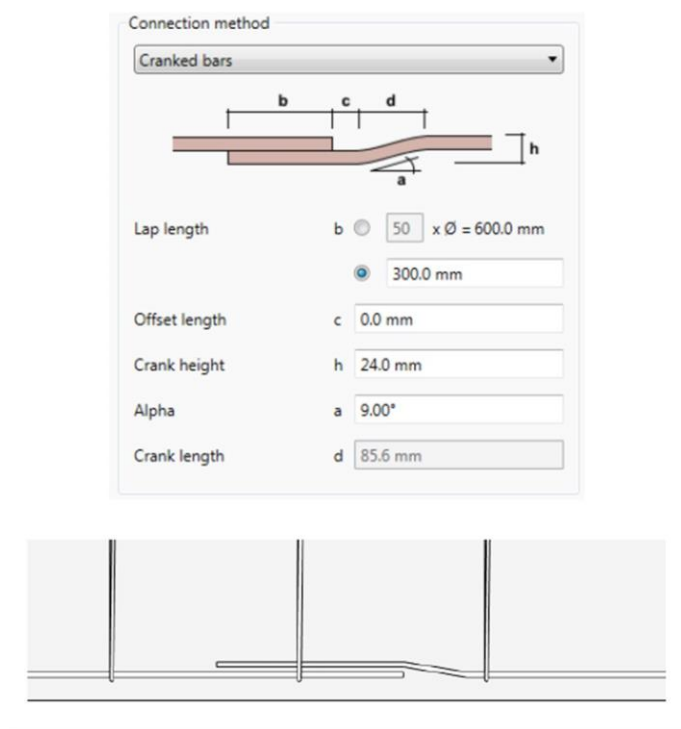 Connection method
Cranked bars
b c d
h
a
Lap length b 50 x Ø = 600.0 mm
300.0 mm
Offset length c 0.0 mm
Crank height h 24.0 mm
Alpha a 9.00°
Crank length d 85.6 mm